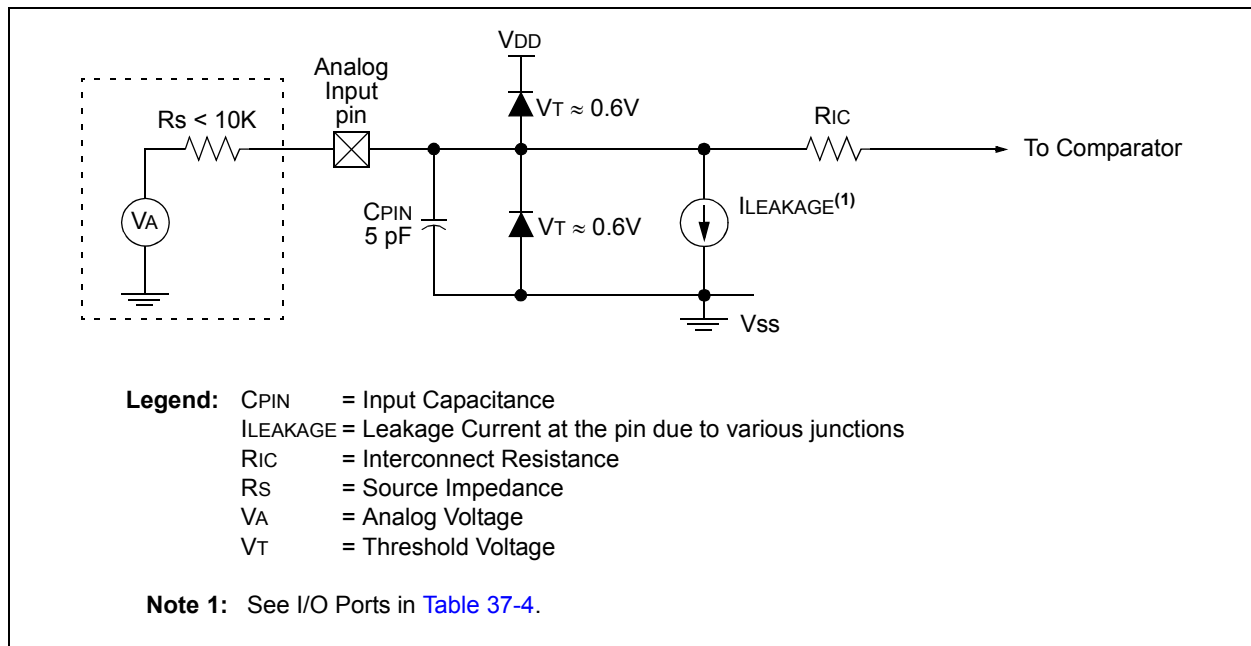 VDD
Analog
Input
pin
Rs < 10K
VT ≈ 0.6V
RIC
To Comparator
VA
CPIN
5 pF
VT ≈ 0.6V
ILEAKAGE(1)
Vss
Legend: CPIN = Input Capacitance
ILEAKAGE = Leakage Current at the pin due to various junctions
RIC = Interconnect Resistance
RS = Source Impedance
VA = Analog Voltage
VT = Threshold Voltage
Note 1: See I/O Ports in Table 37-4.